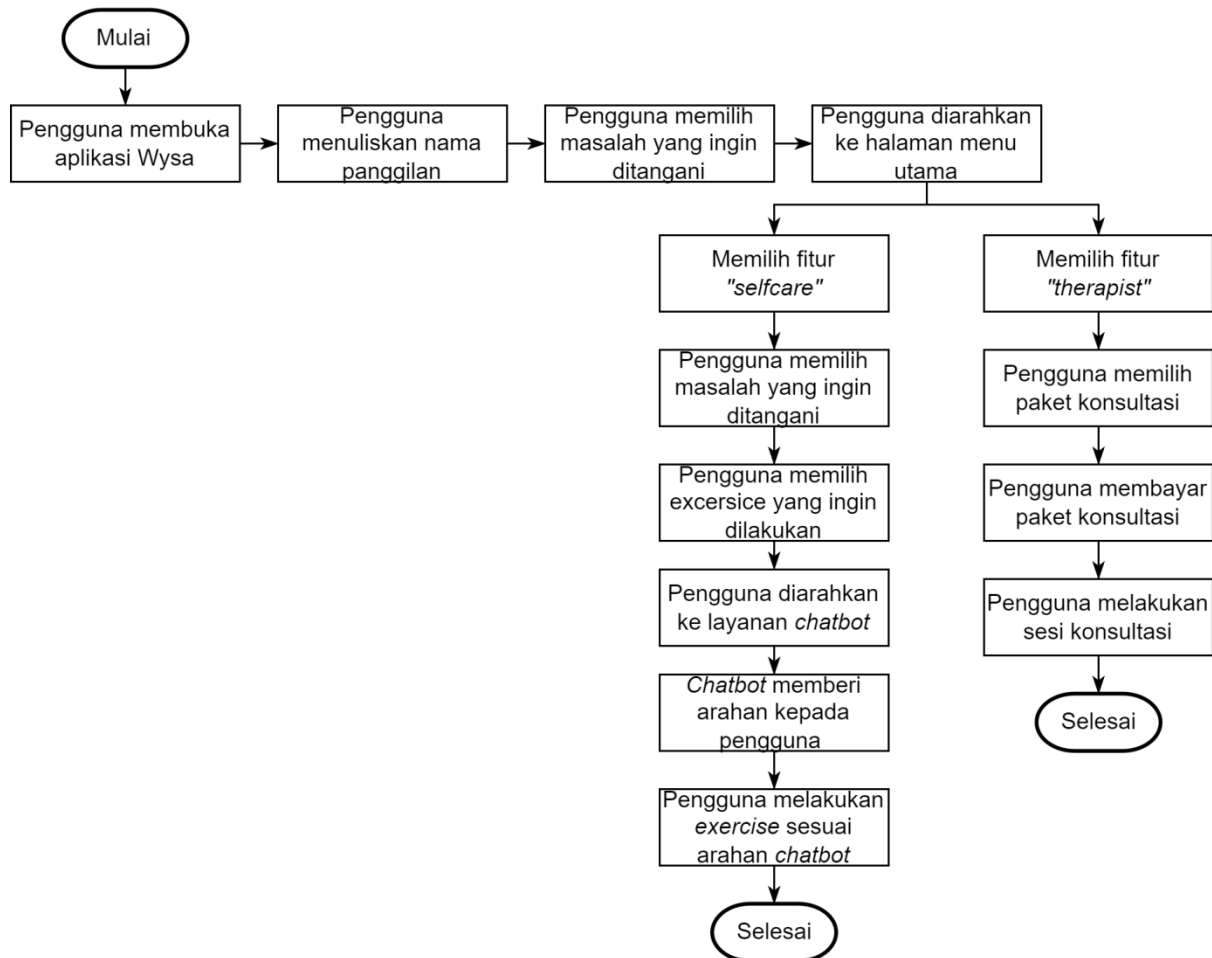 Mulai
Pengguna membuka
aplikasi Wysa
Pengguna
menuliskan nama
panggilan
Pengguna memilih
masalah yang ingin
ditangani
Pengguna diarahkan
ke halaman menu
utama
Memilih fitur
"selfcare"
Pengguna memilih
masalah yang ingin
ditangani
Pengguna memilih
excersice yang ingin
dilakukan
Pengguna diarahkan
ke layanan chatbot
Chatbot memberi
arahan kepada
pengguna
Pengguna melakukan
exercise sesuai
arahan chatbot
Selesai
Memilih fitur
"therapist"
Pengguna memilih
paket konsultasi
Pengguna membayar
paket konsultasi
Pengguna melakukan
sesi konsultasi
Selesai